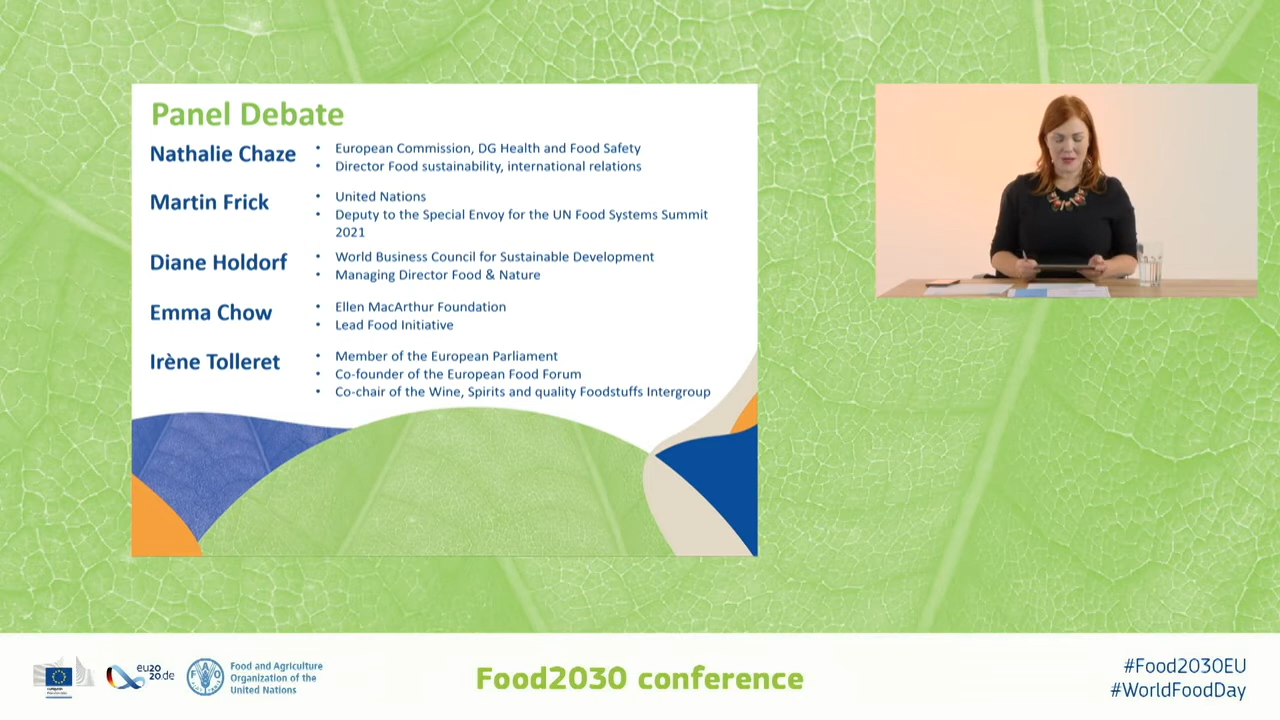 Panel Debate
Nathalie Chaze
• European Commission, DG Health and Food Safety
• Director Food sustainability, international relations
Martin Frick
• United Nations
• Deputy to the Special Envoy for the UN Food Systems Summit
2021
Diane Holdorf
• World Business Council for Sustainable Development
• Managing Director Food & Nature
Emma Chow
• Ellen MacArthur Foundation
• Lead Food Initiative
Irène Tolleret
• Member of the European Parliament
• Co-founder of the European Food Forum
• Co-chair of the Wine, Spirits and quality Foodstuffs Intergroup
eu20
20.de
FAO
Food and Agriculture
Organization of the
United Nations
Food2030 conference
#Food2030EU
#WorldFoodDay